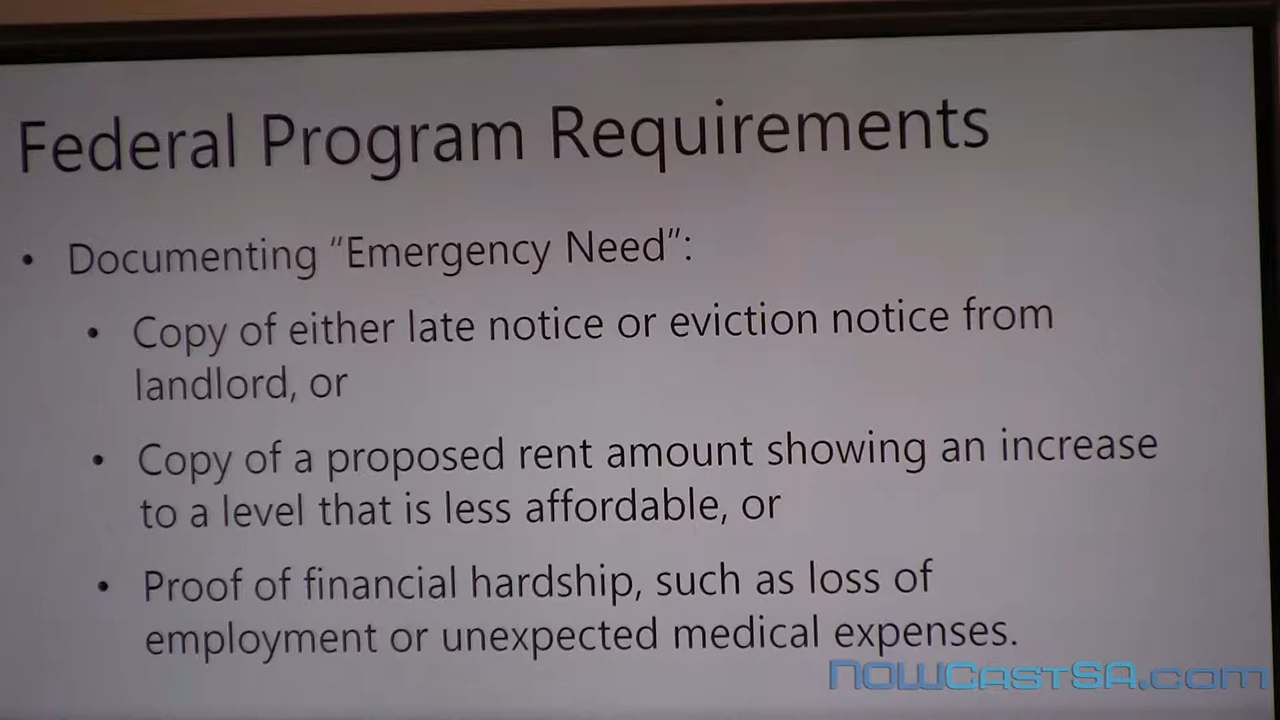 Federal Program Requirements
• Documenting “Emergency Need”:
• Copy of either late notice or eviction notice from
landlord, or
• Copy of a proposed rent amount showing an increase
to a level that is less affordable, or
• Proof of financial hardship, such as loss of
employment or unexpected medical expenses.
NOWCastSA.com